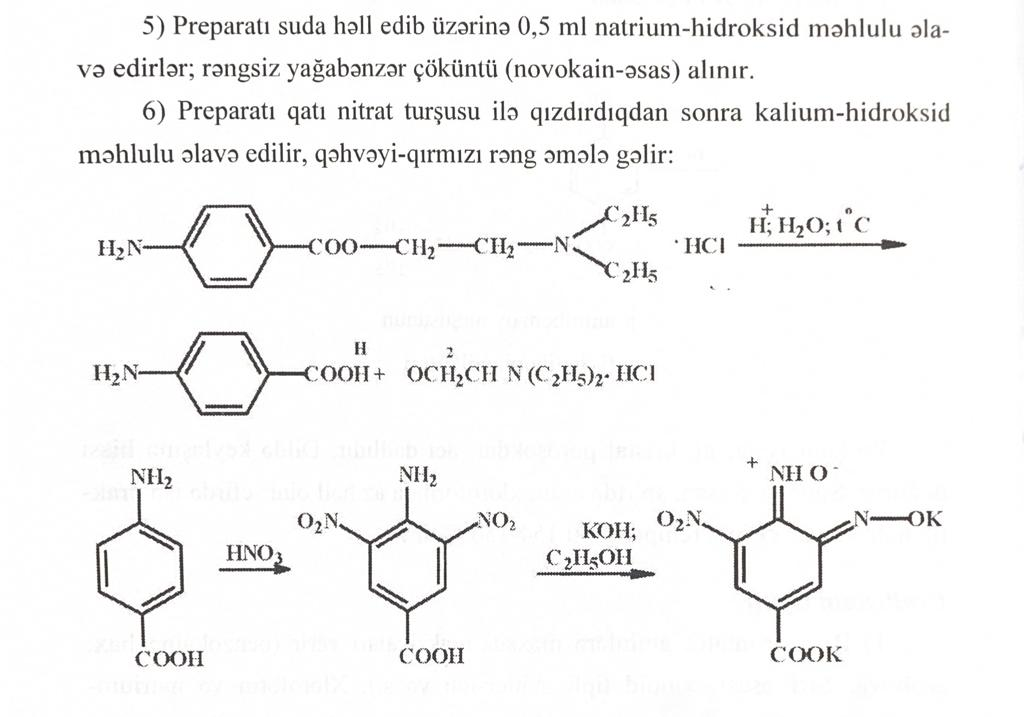 5) Preparatı suda həll edib üzərinə 0,5 ml natrium-hidroksid məhlulu əla-
və edirlər; rəngsiz yağabənzər çöküntü (novokain-əsas) alınır.
6) Preparatı qatı nitrat turşusu ilə qızdırdıqdan sonra kalium-hidroksid
məhlulu əlavə edilir, qəhvəyi-qırmızı rəng əmələ gəlir:
H₂N—COO—CH₂—CH₂—N C₂H₅ C₂H₅ · HCl H⁺; H₂O; t°C
H 2
H₂N—COOH + OCH₂CH N (C₂H₅)₂· HCl
NH₂ NH₂ + NH O -
O₂N NO₂ KOH; O₂N N—OK
HNO₃ C₂H₅OH
COOH COOH COOK